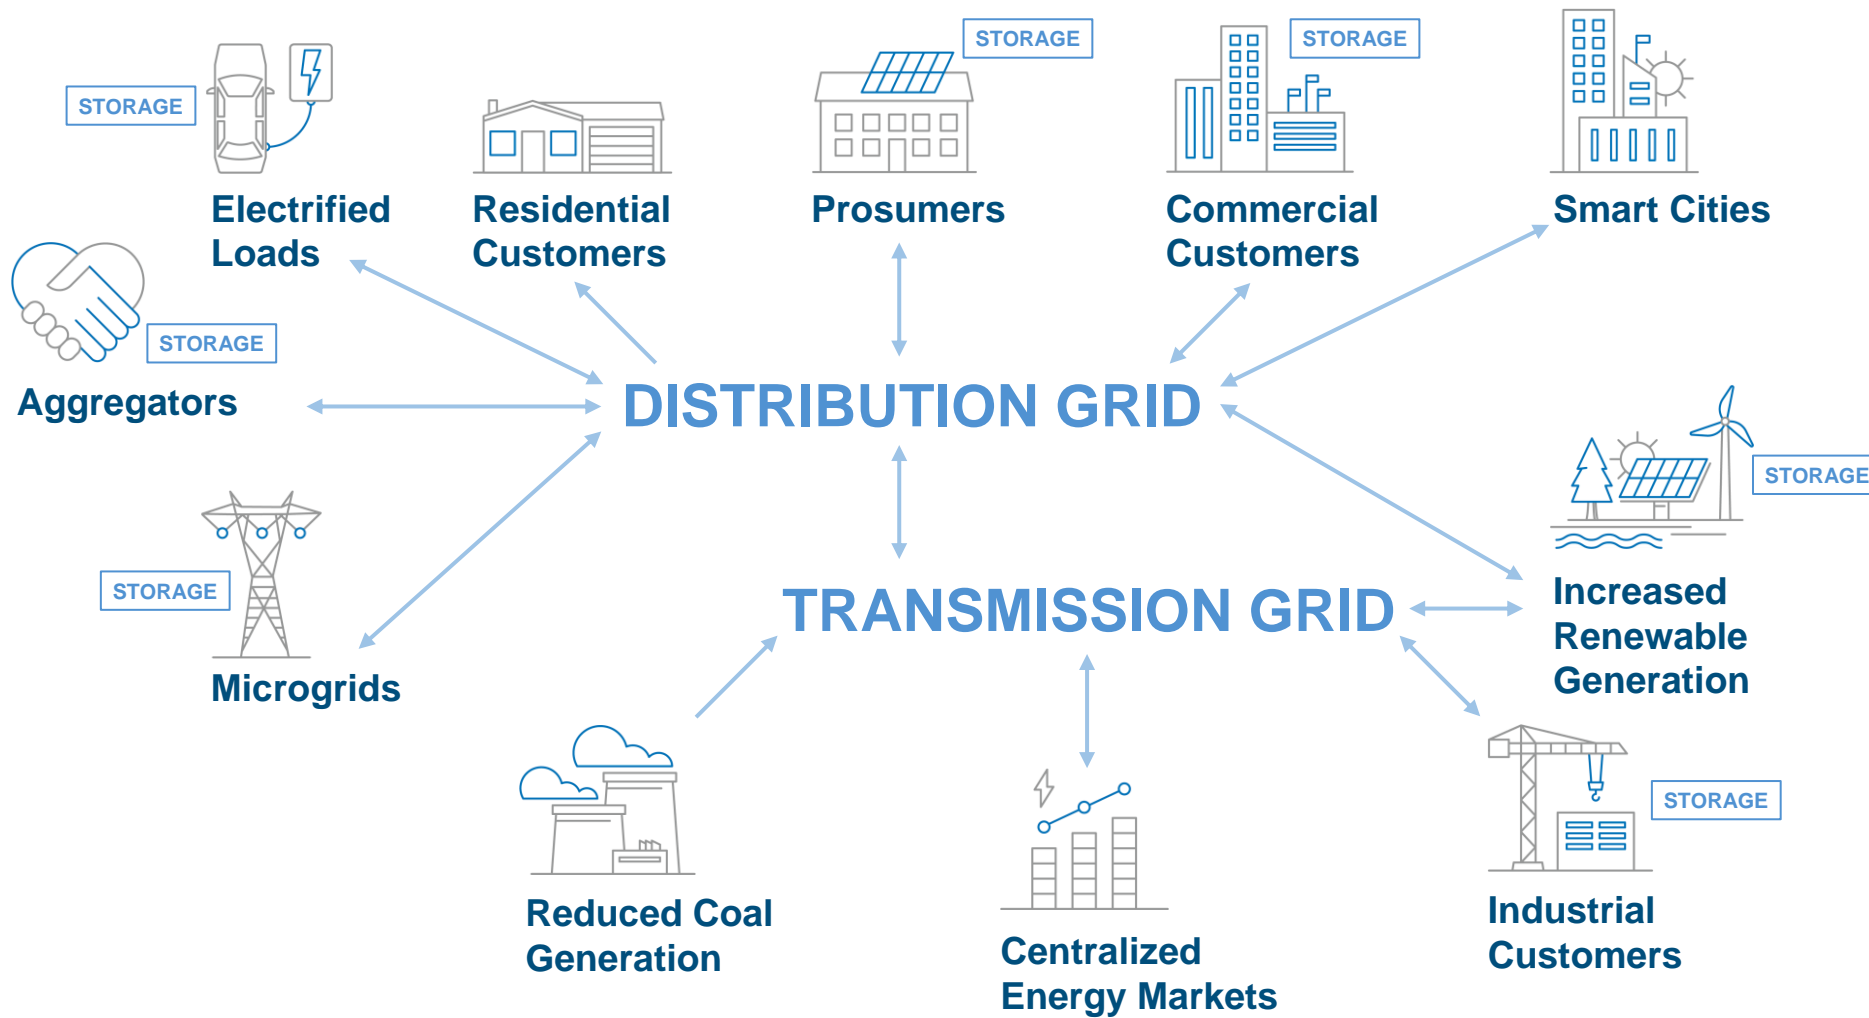 STORAGE
Electrified
Loads
Residential
Customers
STORAGE
Prosumers
STORAGE
Commercial
Customers
Smart Cities
STORAGE
Aggregators
DISTRIBUTION GRID
STORAGE
STORAGE
Microgrids
TRANSMISSION GRID
Increased
Renewable
Generation
Reduced Coal
Generation
Centralized
Energy Markets
STORAGE
Industrial
Customers